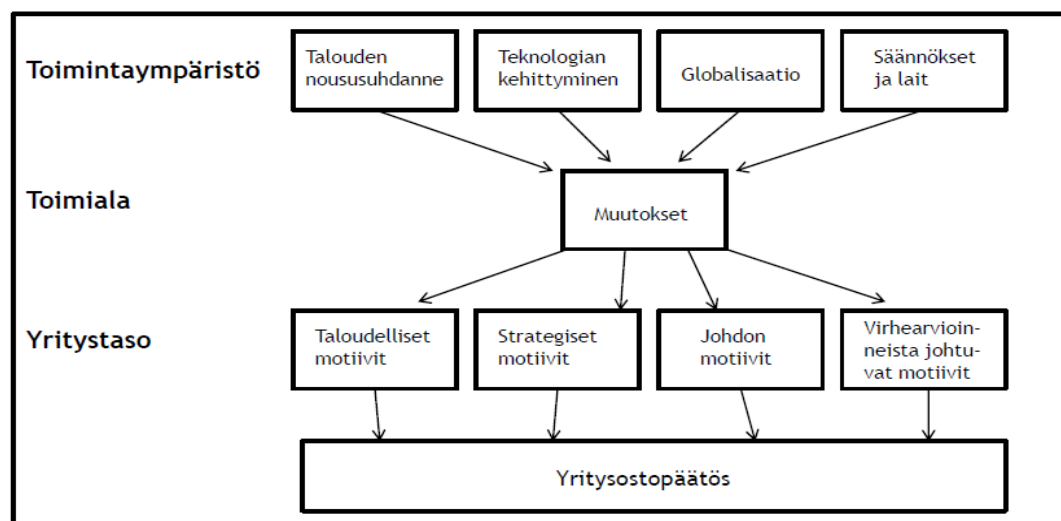 Toimintaympäristö
Talouden
noususuhdanne
Teknologian
kehittyminen
Globalisaatio
Säännökset
ja lait
Toimiala
Muutokset
Yritystaso
Taloudelliset
motiivit
Strategiset
motiivit
Johdon
motiivit
Virhearvioin-
neista johtu-
vat motiivit
Yritysostopäätös